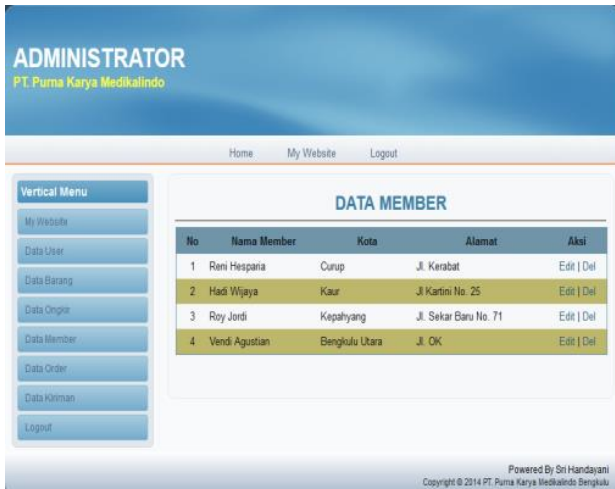 ADMINISTRATOR
PT. Purna Karya Medikalindo
Home My Website Logout
Vertical Menu
My Website
Data User
Data Barang
Data Ongkir
Data Member
Data Order
Data Kiriman
Logout
DATA MEMBER
No Nama Member Kota Alamat Aksi
1 Reni Hesparia Curup Jl. Kerabat Edit | Del
2 Hadi Wijaya Kaur Jl Kartini No. 25 Edit | Del
3 Roy Jordi Kepahyang Jl. Sekar Baru No. 71 Edit | Del
4 Vendi Agustian Bengkulu Utara Jl. OK Edit | Del
Powered By Sri Handayani
Copyright © 2014 PT. Purna Karya Medikalindo Bengkulu